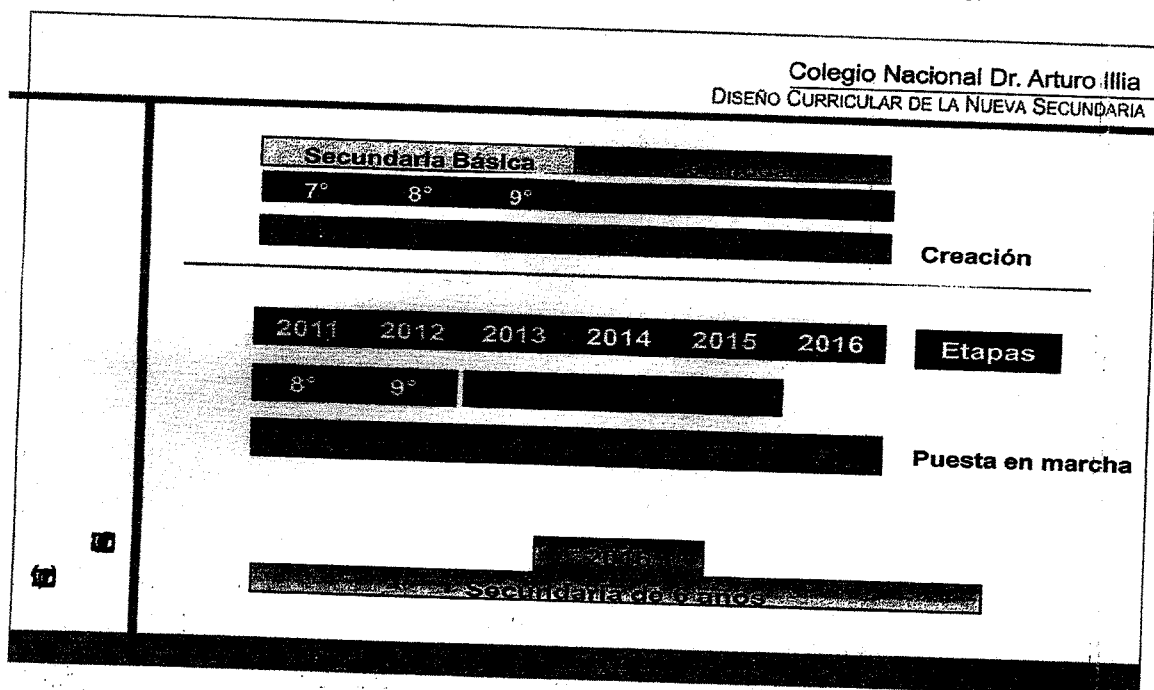 Colegio Nacional Dr. Arturo Illia
DISEÑO CURRICULAR DE LA NUEVA SECUNDARIA
Secundaria Básica
7° 8° 9°
Creación
2011 2012 2013 2014 2015 2016 Etapas
8° 9°
Puesta en marcha
2016
Secundaria de 6 años